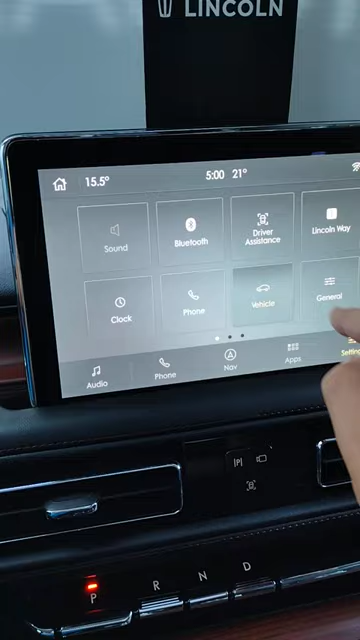 LINCOLN
15.5°
5:00 21°
Sound
Bluetooth
Driver
Assistance
Lincoln Way
Clock
Phone
Vehicle
General
Audio
Phone
Nav
Apps
P
R
N
D